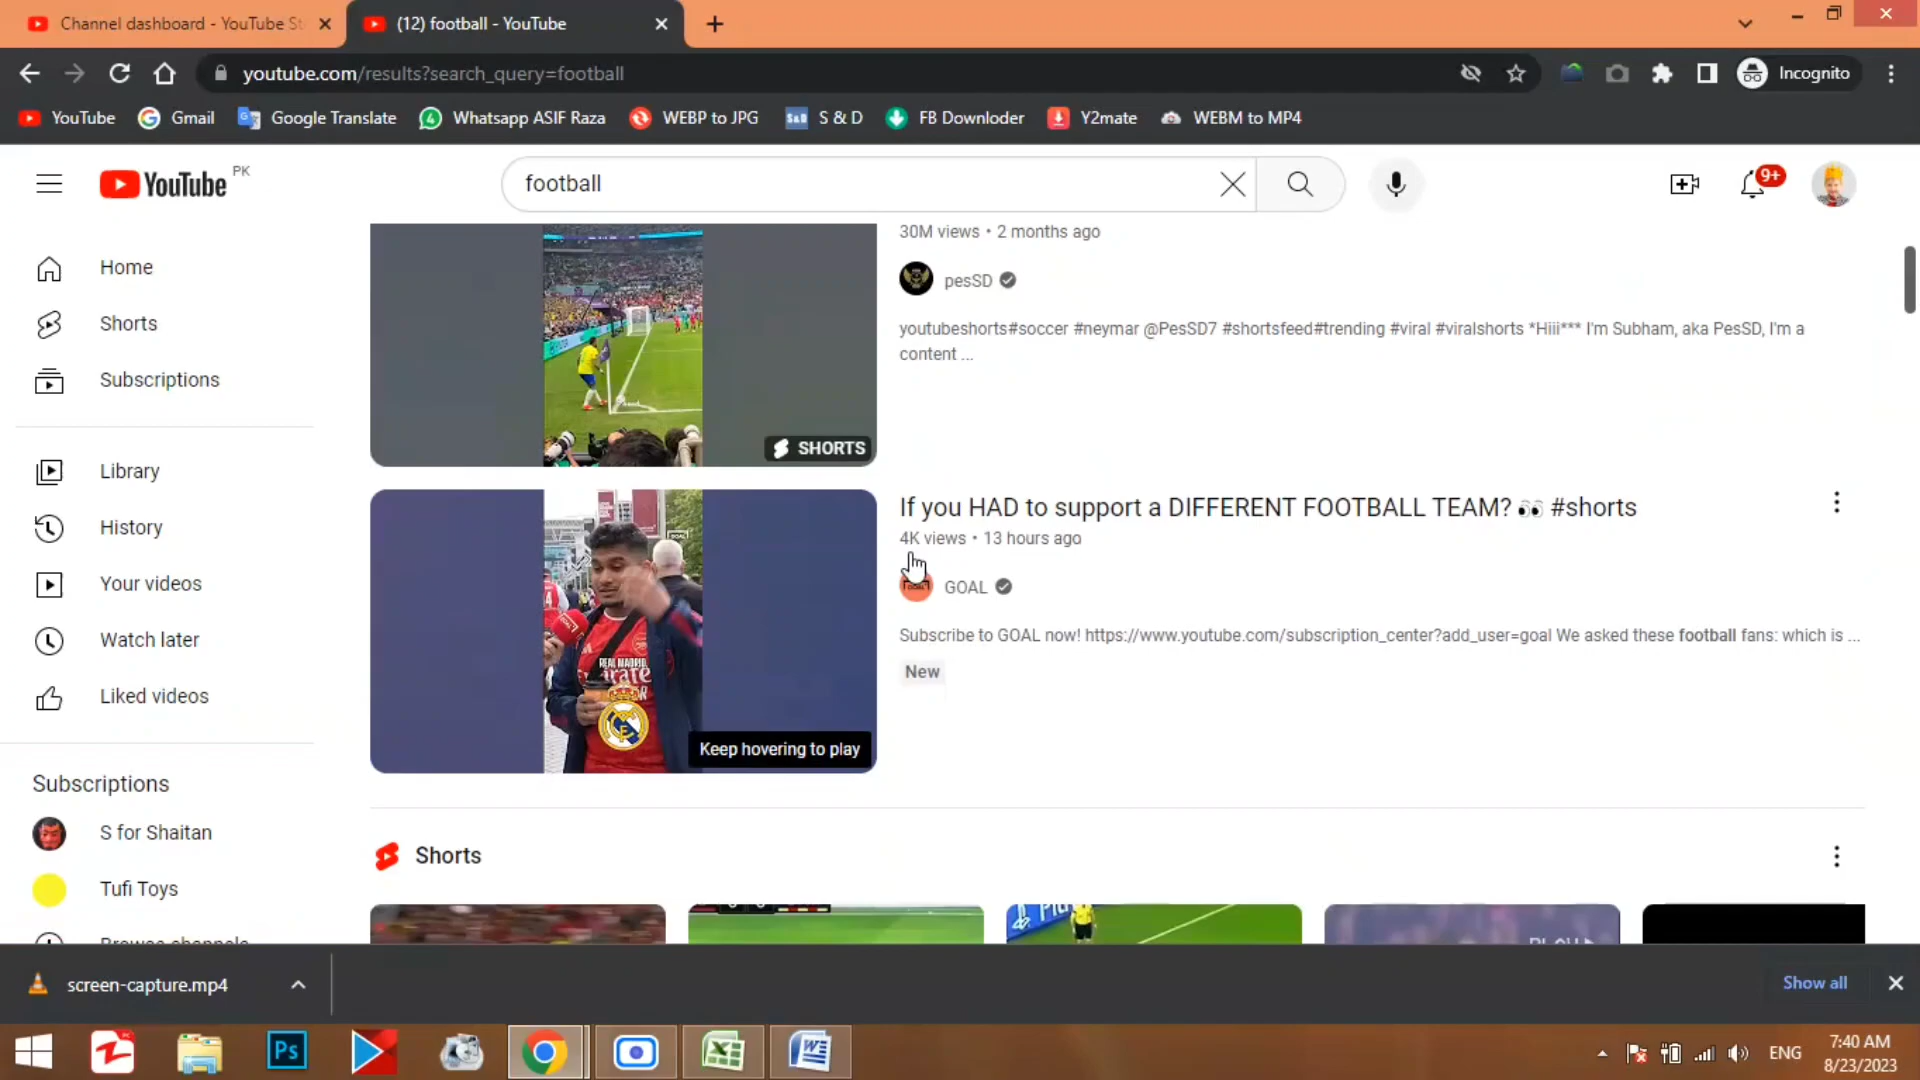 Channel dashboard - YouTube St
(12) football - YouTube
youtube.com/results?search_query=football
Incognito
YouTube
Gmail
Google Translate
Whatsapp ASIF Raza
WEBP to JPG
S & D
FB Downloder
Y2mate
WEBM to MP4
YouTube PK
football
9+
Home
Shorts
Subscriptions
Library
History
Your videos
Watch later
Liked videos
Subscriptions
S for Shaitan
Tufi Toys
Browse channels
30M views • 2 months ago
pesSD
youtubeshorts#soccer #neymar @PesSD7 #shortsfeed#trending #viral #viralshorts *Hiii*** I'm Subham, aka PesSD, I'm a
content ...
SHORTS
If you HAD to support a DIFFERENT FOOTBALL TEAM? 👀 #shorts
4K views • 13 hours ago
GOAL
Subscribe to GOAL now! https://www.youtube.com/subscription_center?add_user=goal We asked these football fans: which is ...
New
REAL MADRID
Keep hovering to play
Shorts
screen-capture.mp4
Show all
Ps
ENG
7:40 AM
8/23/2023